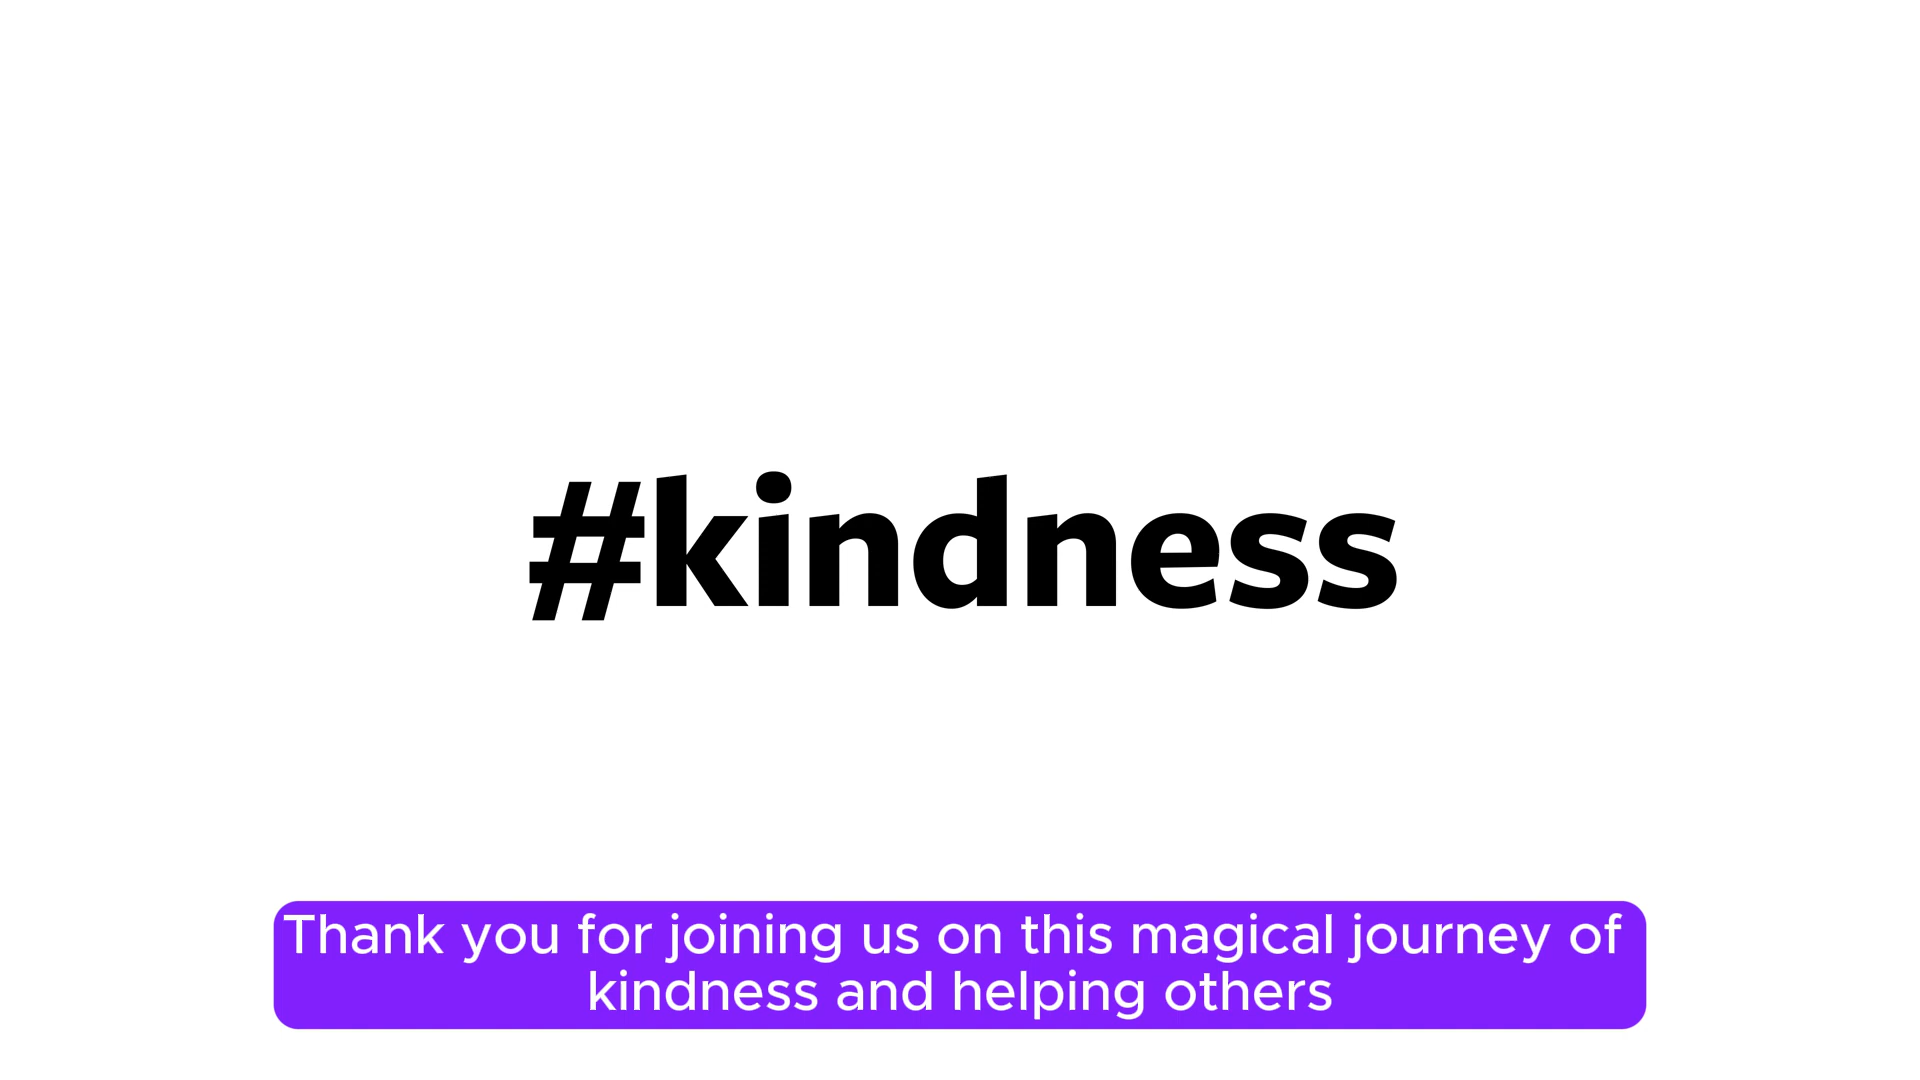 #kindness
Thank you for joining us on this magical journey of
kindness and helping others